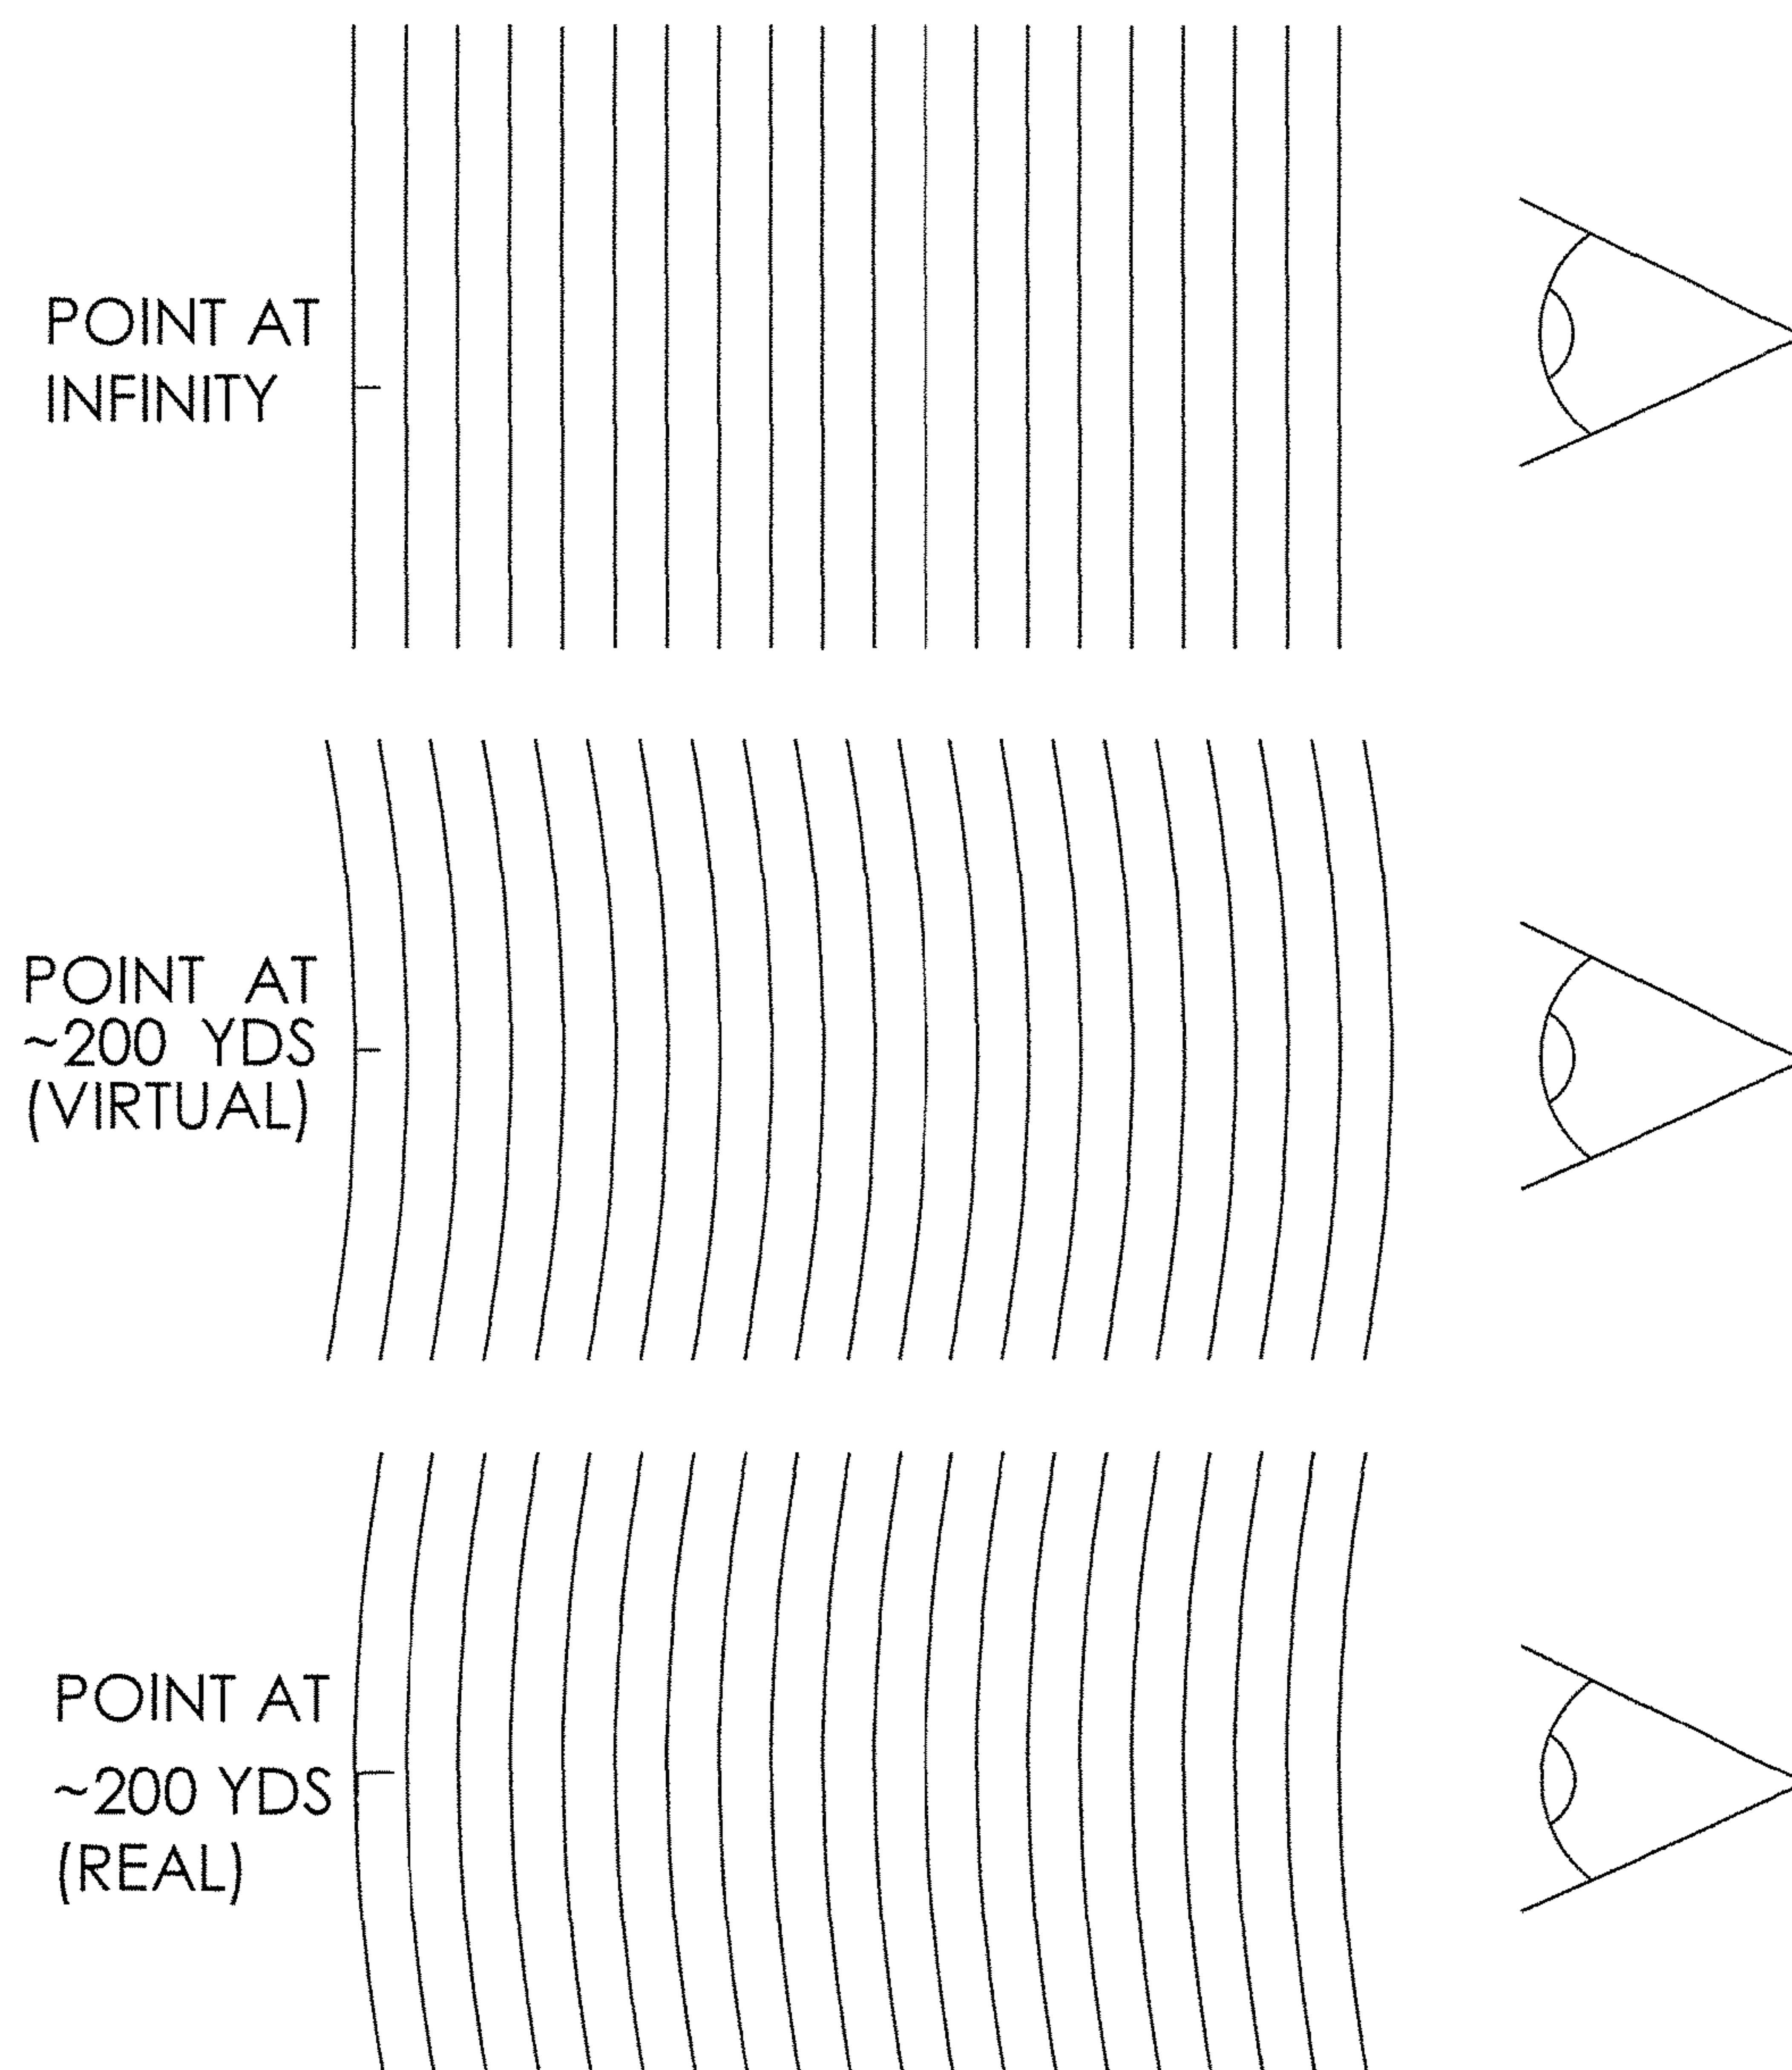 POINT AT
INFINITY
POINT AT
~200 YDS
(VIRTUAL)
POINT AT
~200 YDS
(REAL)